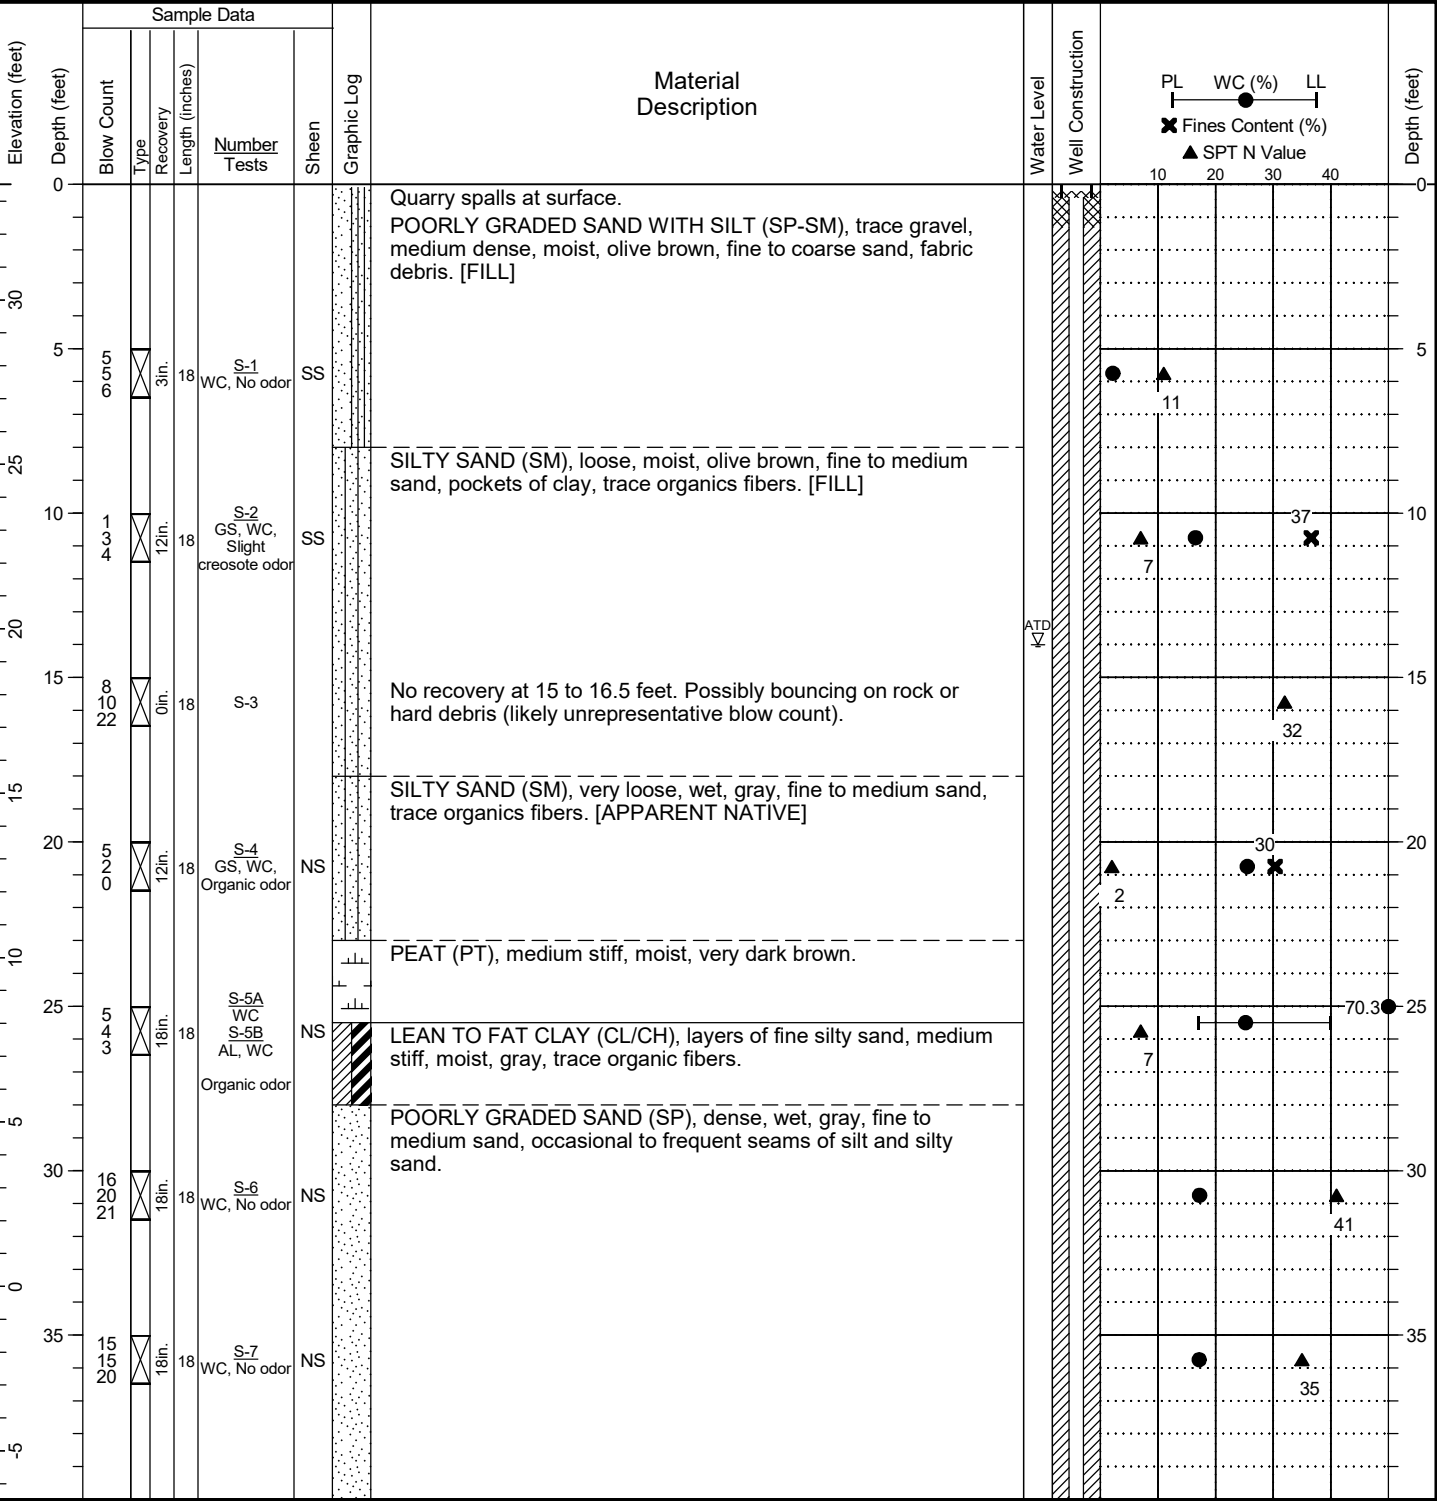 Sample Data
Elevation (feet)
Depth (feet)
Blow Count
Type
Recovery
Length (inches)
Number
Tests
Sheen
Graphic Log
Material
Description
Water Level
Well Construction
PL WC (%) LL
Fines Content (%)
SPT N Value
10 20 30 40
Depth (feet)
0
Quarry spalls at surface.
POORLY GRADED SAND WITH SILT (SP-SM), trace gravel,
medium dense, moist, olive brown, fine to coarse sand, fabric
debris. [FILL]
0
30
5
5
5
6
3in.
18
S-1
WC, No odor
SS
11
5
25
SILTY SAND (SM), loose, moist, olive brown, fine to medium
sand, pockets of clay, trace organics fibers. [FILL]
10
1
3
4
12in.
18
S-2
GS, WC,
Slight
creosote odor
SS
37
7
10
20
ATD
15
8
10
22
0in.
18
S-3
No recovery at 15 to 16.5 feet. Possibly bouncing on rock or
hard debris (likely unrepresentative blow count).
32
15
15
SILTY SAND (SM), very loose, wet, gray, fine to medium sand,
trace organics fibers. [APPARENT NATIVE]
20
5
2
0
12in.
18
S-4
GS, WC,
Organic odor
NS
30
2
20
10
PEAT (PT), medium stiff, moist, very dark brown.
25
5
4
3
18in.
18
S-5A
WC
S-5B
AL, WC
Organic odor
NS
LEAN TO FAT CLAY (CL/CH), layers of fine silty sand, medium
stiff, moist, gray, trace organic fibers.
70.3
7
25
5
POORLY GRADED SAND (SP), dense, wet, gray, fine to
medium sand, occasional to frequent seams of silt and silty
sand.
30
16
20
21
18in.
18
S-6
WC, No odor
NS
41
30
0
35
15
15
20
18in.
18
S-7
WC, No odor
NS
35
35
-5